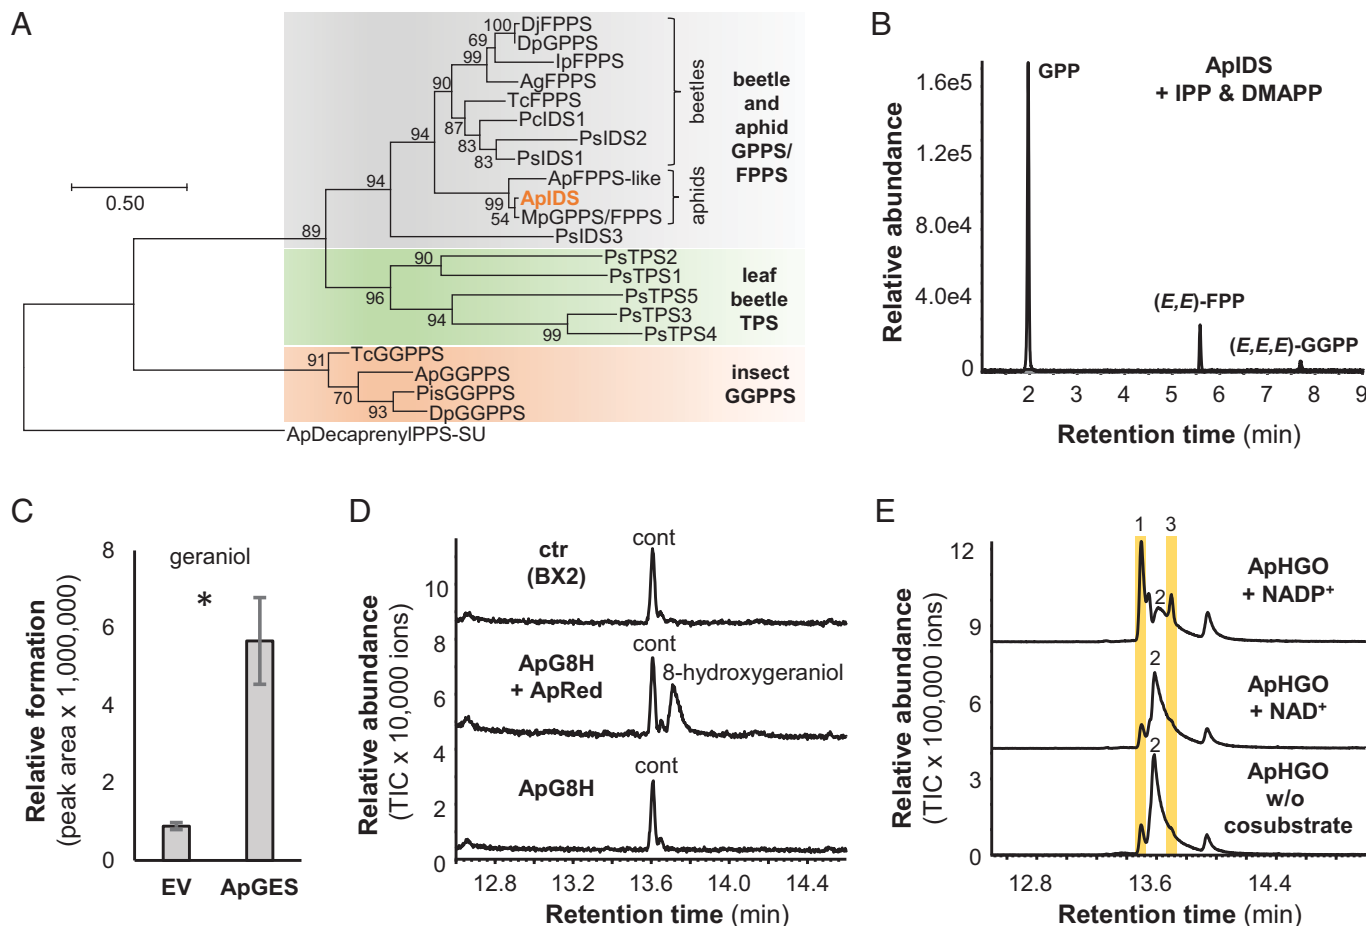 A
0.50
100
DjFPPS
DpGPPS
69
IpFPPS
99
AgFPPS
90
TcFPPS
PcIDS1
87
PsIDS2
83
PsIDS1
83
94
ApFPPS-like
ApIDS
99
MpGPPS/FPPS
54
94
PsIDS3
89
beetles
aphids
beetle
and
aphid
GPPS/
FPPS
PsTPS2
90
PsTPS1
96
PsTPS5
94
PsTPS3
99
PsTPS4
leaf
beetle
TPS
91
TcGGPPS
ApGGPPS
70
PisGGPPS
93
DpGGPPS
insect
GGPPS
ApDecaprenylPPS-SU
B
Relative abundance
1.6e5
1.2e5
8.0e4
4.0e4
0
GPP
ApIDS
+ IPP & DMAPP
(E,E)-FPP
(E,E,E)-GGPP
2 3 4 5 6 7 8 9
Retention time (min)
C
Relative formation
(peak area x 1,000,000)
8
6
4
2
0
geraniol
*
EV ApGES
D
Relative abundance
(TIC x 10,000 ions)
10
8
6
4
2
0
ctr
(BX2)
cont
ApG8H
+ ApRed
cont
8-hydroxygeraniol
ApG8H
cont
12.8 13.2 13.6 14.0 14.4
Retention time (min)
E
Relative abundance
(TIC x 100,000 ions)
12
9
6
3
0
1 3
2
ApHGO
+ NADP+
2
ApHGO
+ NAD+
2
ApHGO
w/o
cosubstrate
12.8 13.6 14.4
Retention time (min)